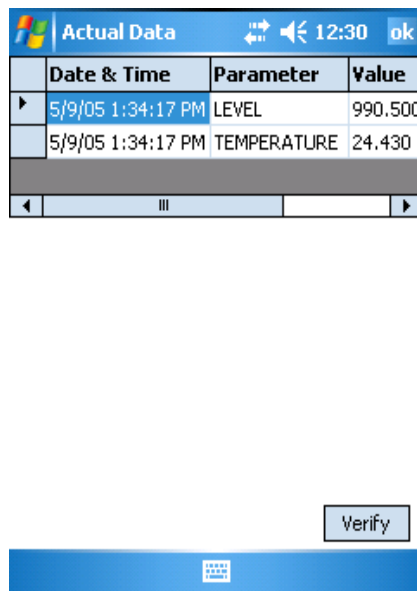 Actual Data 12:30 ok
Date & Time Parameter Value
5/9/05 1:34:17 PM LEVEL 990.500
5/9/05 1:34:17 PM TEMPERATURE 24.430
Verify